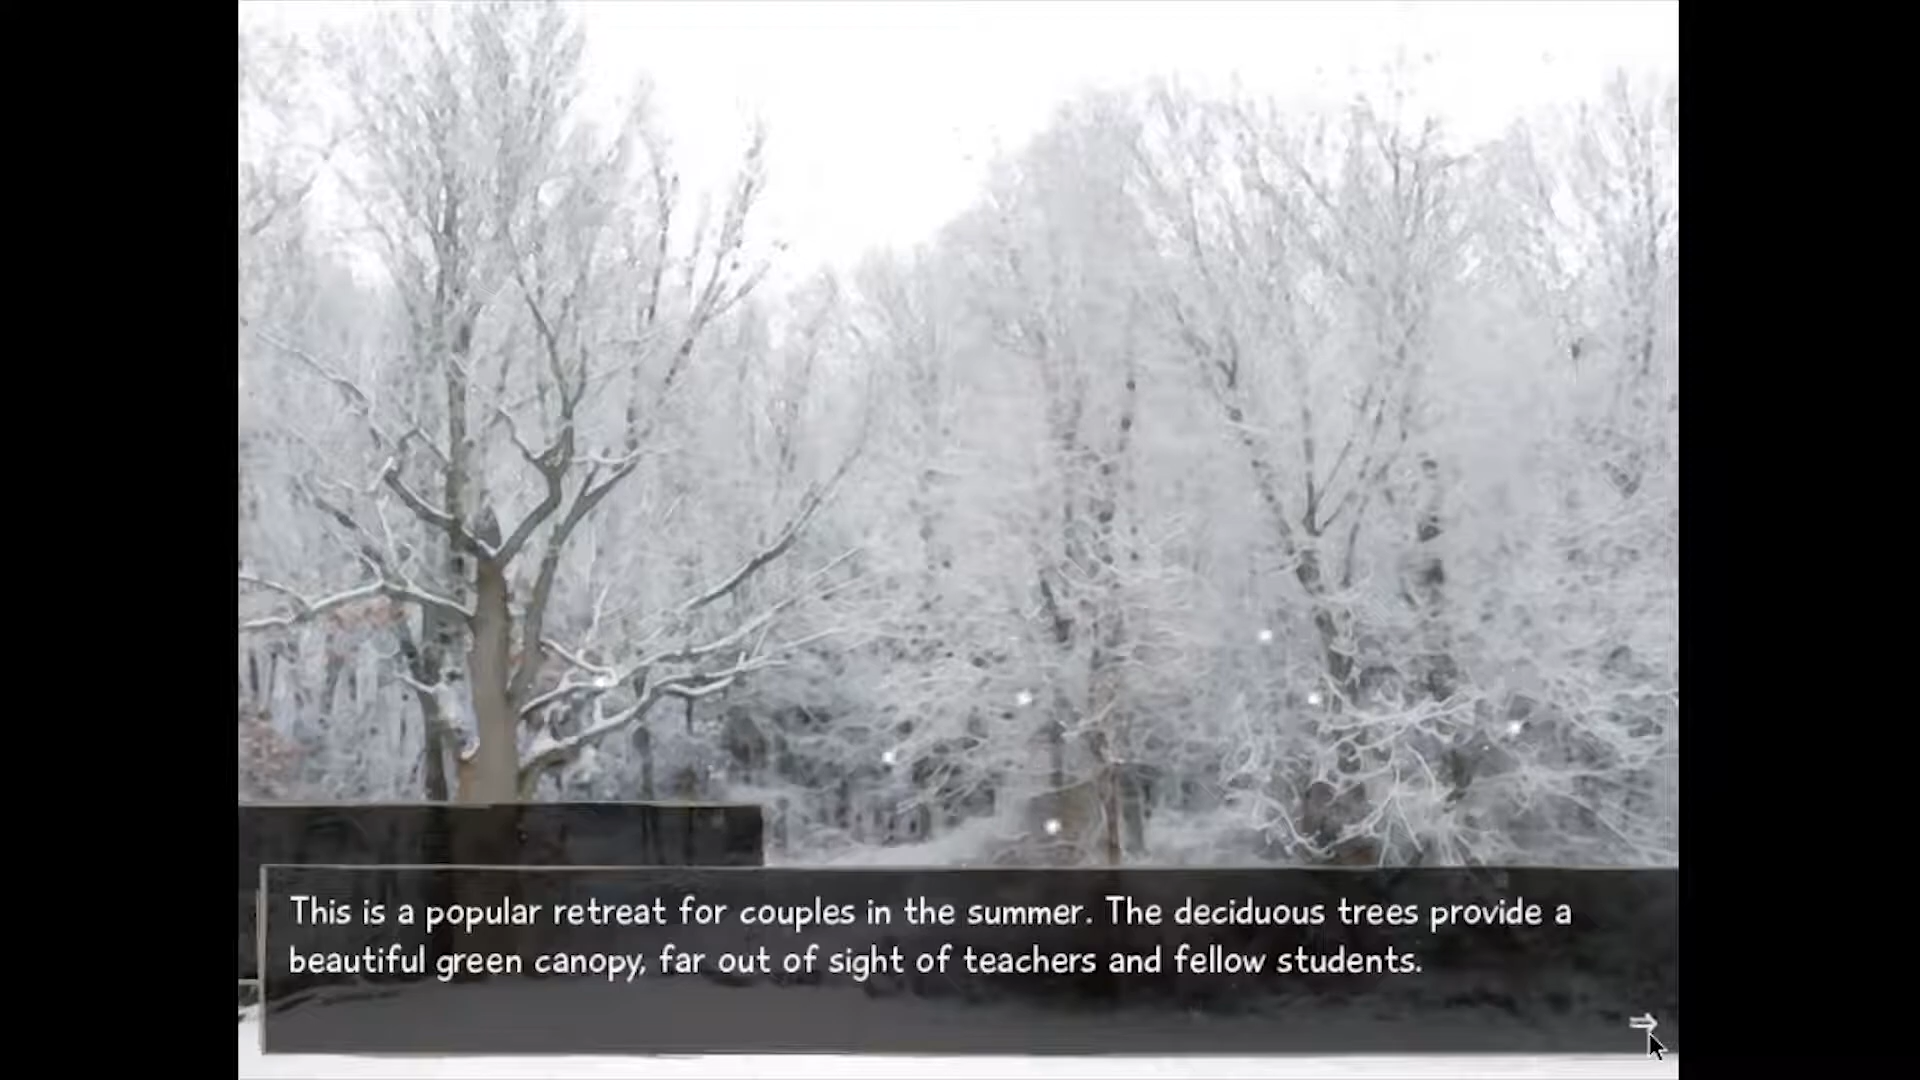 This is a popular retreat for couples in the summer. The deciduous trees provide a
beautiful green canopy, far out of sight of teachers and fellow students.